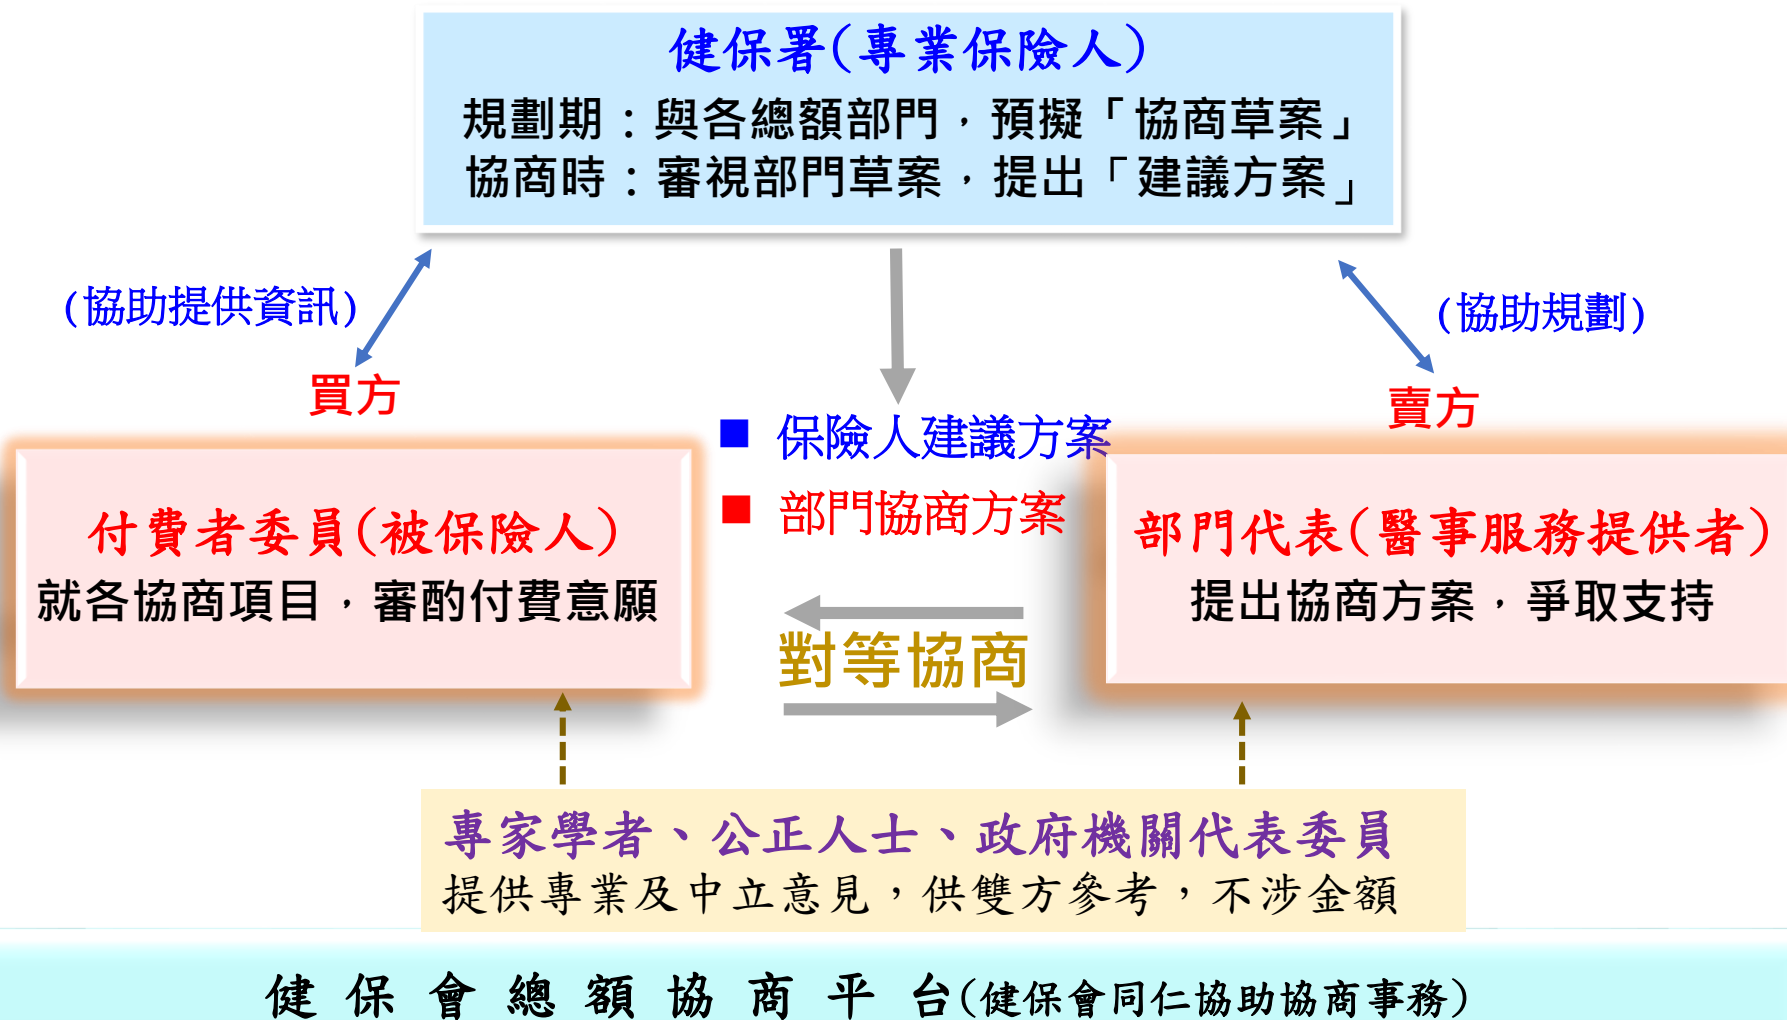 健保署(專業保險人)
規劃期：與各總額部門，預擬「協商草案」
協商時：審視部門草案，提出「建議方案」
(協助提供資訊)
(協助規劃)
買方
賣方
保險人建議方案
部門協商方案
付費者委員(被保險人)
就各協商項目，審酌付費意願
部門代表(醫事服務提供者)
提出協商方案，爭取支持
對等協商
專家學者、公正人士、政府機關代表委員
提供專業及中立意見，供雙方參考，不涉金額
健保會總額協商平台(健保會同仁協助協商事務)